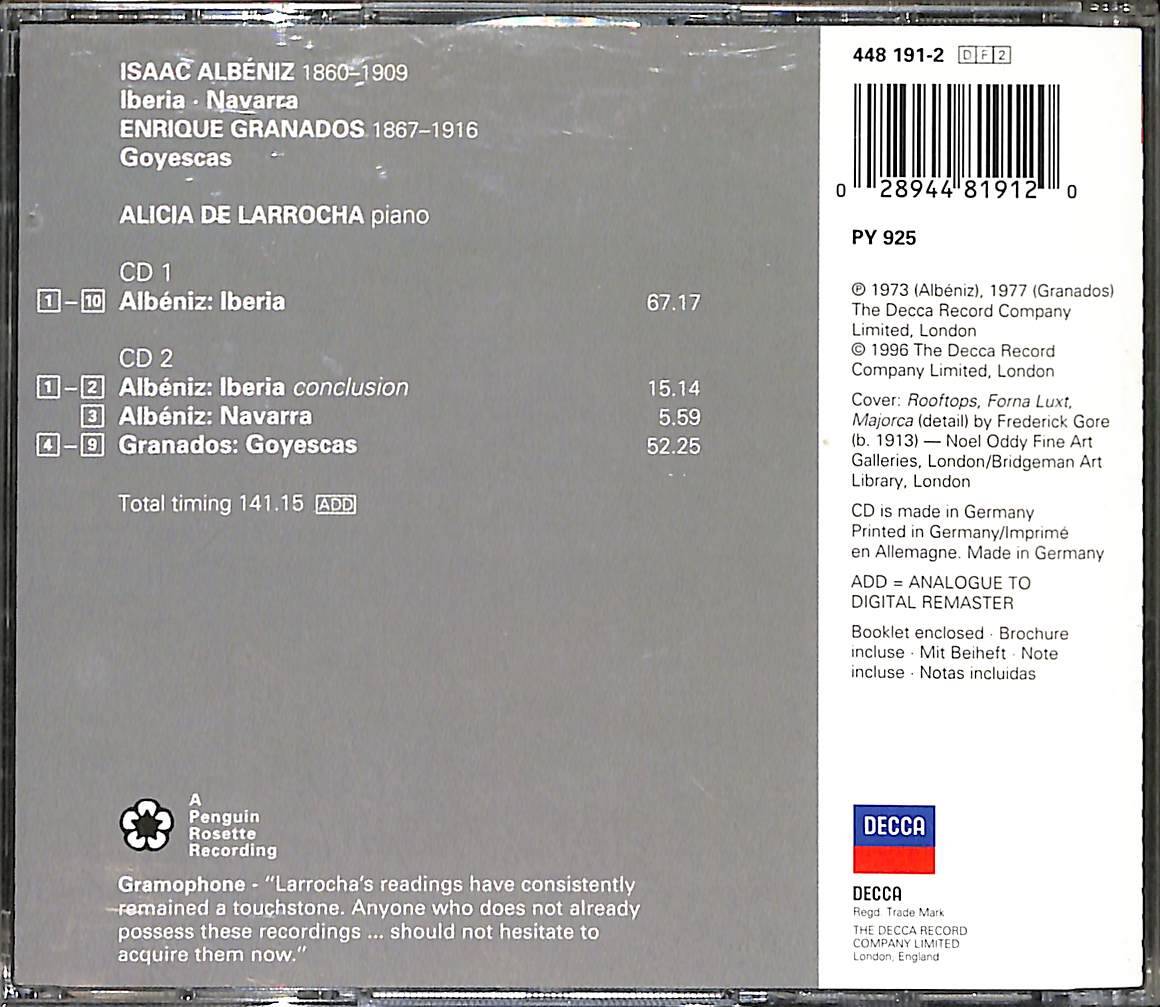 ISAAC ALBÉNIZ 1860–1909
Iberia · Navarra
ENRIQUE GRANADOS 1867–1916
Goyescas
ALICIA DE LARROCHA piano
CD 1
1 – 10 Albéniz: Iberia 67.17
CD 2
1 – 2 Albéniz: Iberia conclusion 15.14
3 Albéniz: Navarra 5.59
4 – 9 Granados: Goyescas 52.25
Total timing 141.15 ADD
A
Penguin
Rosette
Recording
Gramophone - “Larrocha's readings have consistently
remained a touchstone. Anyone who does not already
possess these recordings ... should not hesitate to
acquire them now.”
448 191-2 D F 2
0 28944 81912 0
PY 925
℗ 1973 (Albéniz), 1977 (Granados)
The Decca Record Company
Limited, London
© 1996 The Decca Record
Company Limited, London
Cover: Rooftops, Forna Luxt,
Majorca (detail) by Frederick Gore
(b. 1913) — Noel Oddy Fine Art
Galleries, London/Bridgeman Art
Library, London
CD is made in Germany
Printed in Germany/Imprimé
en Allemagne. Made in Germany
ADD = ANALOGUE TO
DIGITAL REMASTER
Booklet enclosed · Brochure
incluse · Mit Beiheft · Note
incluse · Notas incluidas
DECCA
DECCA
Regd. Trade Mark
THE DECCA RECORD
COMPANY LIMITED
London, England